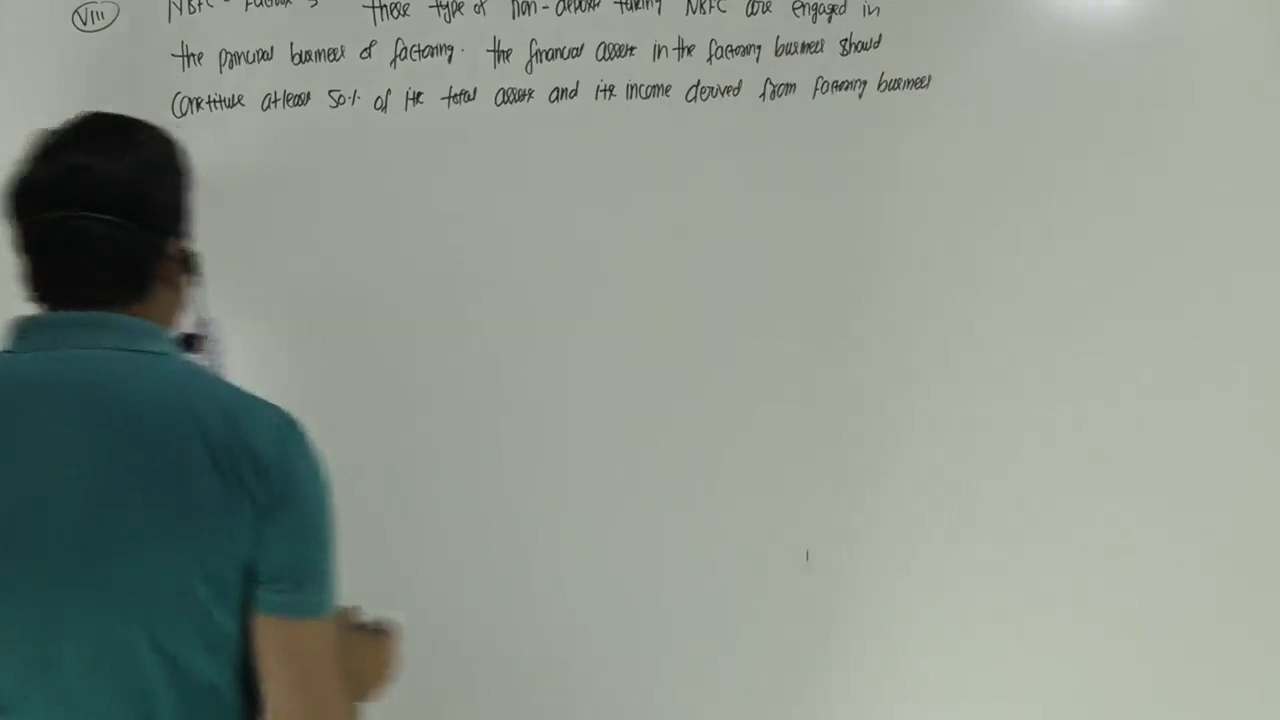 VIII NBFC - Factors These type of non-deposit taking NBFC are engaged in
the principal business of factoring. the financial assets in the factoring business should
Constitute atleast 50% of its total assets and its income derived from factoring business